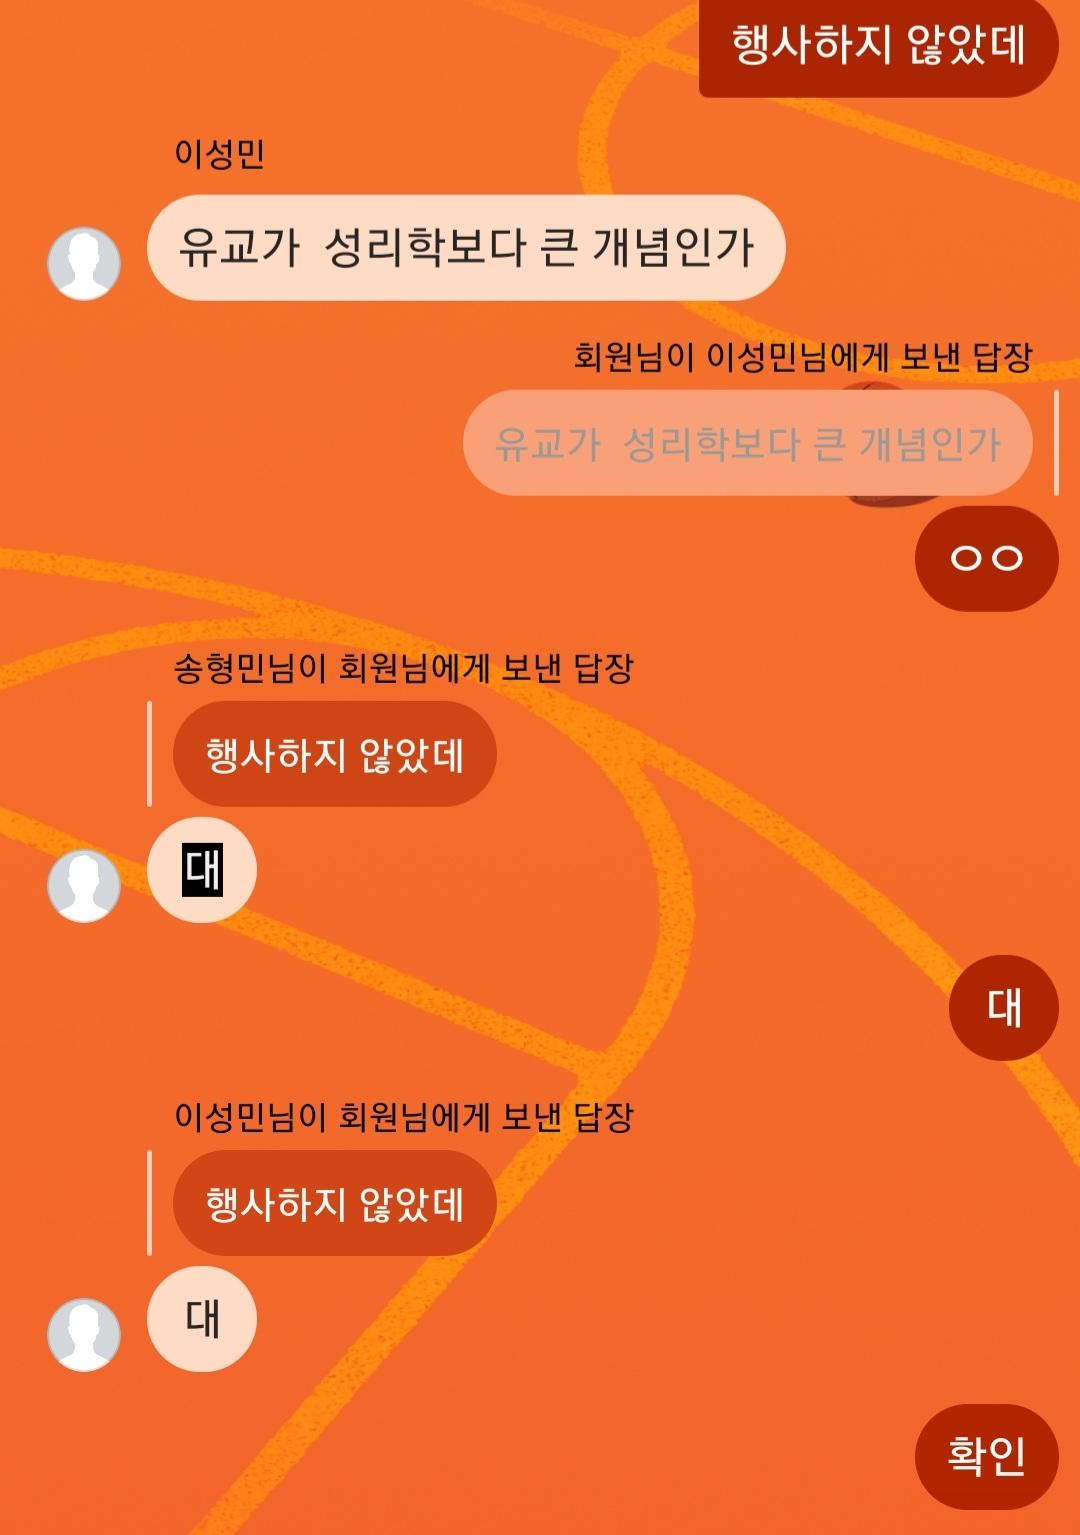 행사하지 않았데
이성민
유교가  성리학보다 큰 개념인가
회원님이 이성민님에게 보낸 답장
유교가  성리학보다 큰 개념인가
ㅇㅇ
송형민님이 회원님에게 보낸 답장
행사하지 않았데
대
대
이성민님이 회원님에게 보낸 답장
행사하지 않았데
대
확인